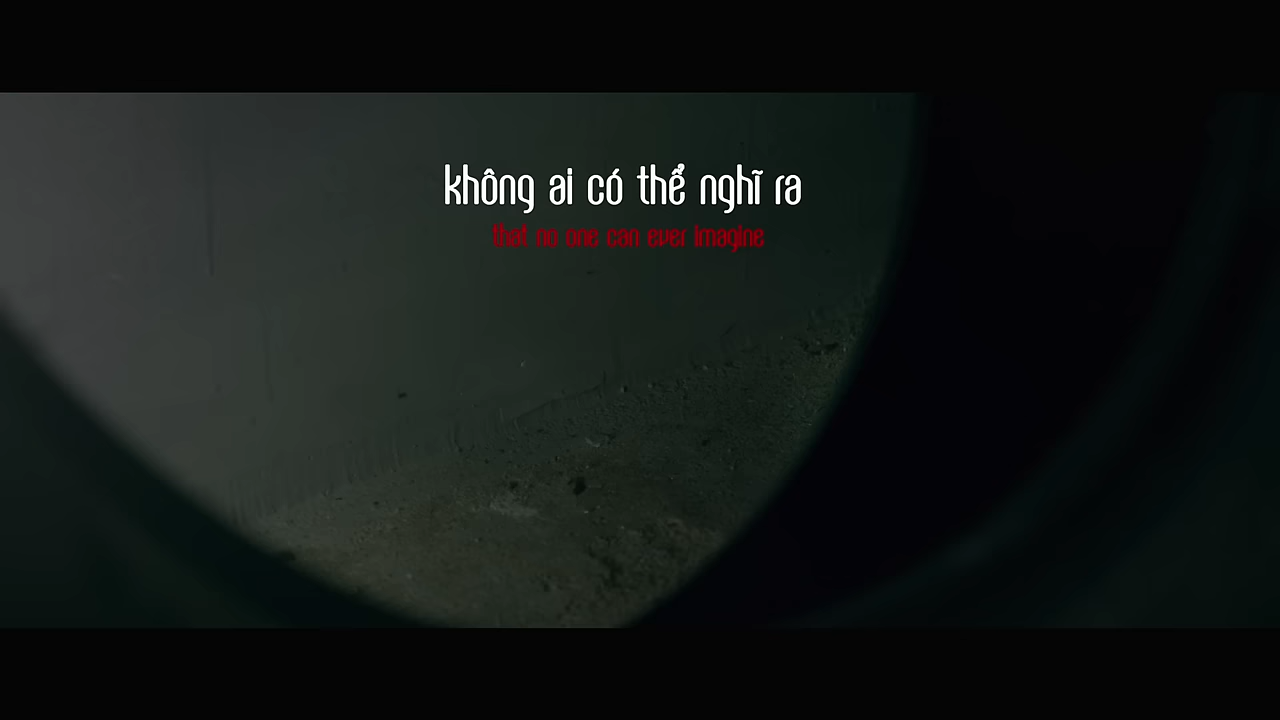 không ai có thể nghĩ ra
that no one can ever imagine